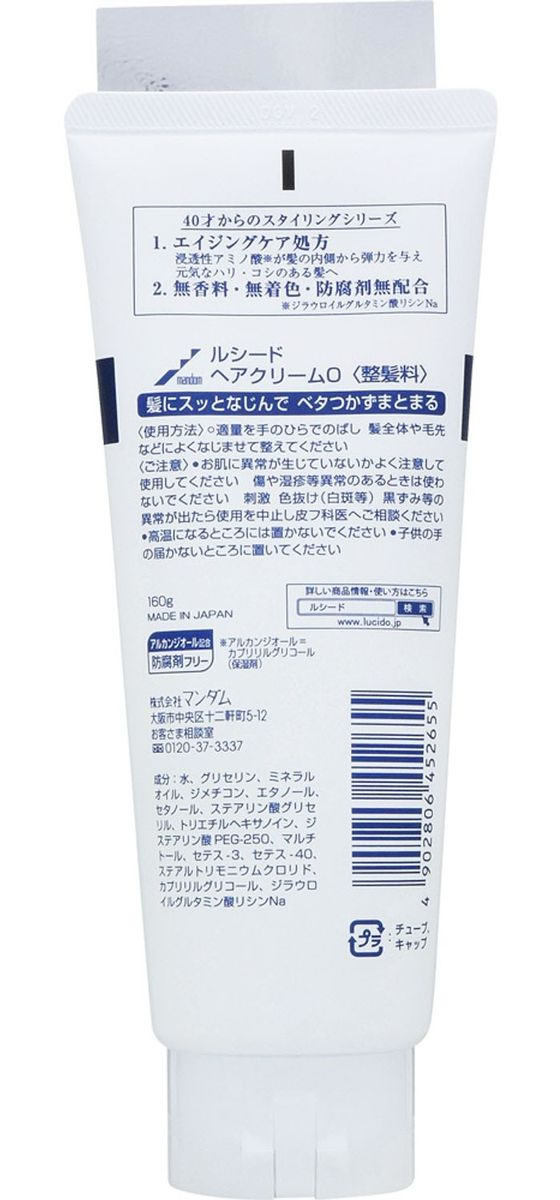 40才からのスタイリングシリーズ
1. エイジングケア処方
浸透性アミノ酸※が髪の内側から弾力を与え
元気なハリ・コシのある髪へ
2. 無香料・無着色・防腐剤無配合
※ジラウロイルグルタミン酸リシンNa
mandom
ルシード
ヘアクリームO 〈整髪料〉
髪にスッとなじんで ベタつかずまとまる
〈使用方法〉○適量を手のひらでのばし 髪全体や毛先
などによくなじませて整えてください
〈ご注意〉●お肌に異常が生じていないかよく注意して
使用してください 傷や湿疹等異常のあるときは使わ
ないでください 刺激 色抜け(白斑等) 黒ずみ等の
異常が出たら使用を中止し皮フ科医へご相談ください
●高温になるところには置かないでください ●子供の手
の届かないところに置いてください
160g
MADE IN JAPAN
詳しい商品情報・使い方はこちら
ルシード 検索
www.lucido.jp
アルカンジオール配合
防腐剤フリー
※アルカンジオール=
カプリリルグリコール
(保湿剤)
株式会社マンダム
大阪市中央区十二軒町5-12
お客さま相談室
0120-37-3337
成分:水、グリセリン、ミネラル
オイル、ジメチコン、エタノール、
セタノール、ステアリン酸グリセ
リル、トリエチルヘキサノイン、ジ
ステアリン酸PEG-250、マルチ
トール、セテス-3、セテス-40、
ステアルトリモニウムクロリド、
カプリリルグリコール、ジラウロ
イルグルタミン酸リシンNa
4 902806 452655
プラ : チューブ、
キャップ